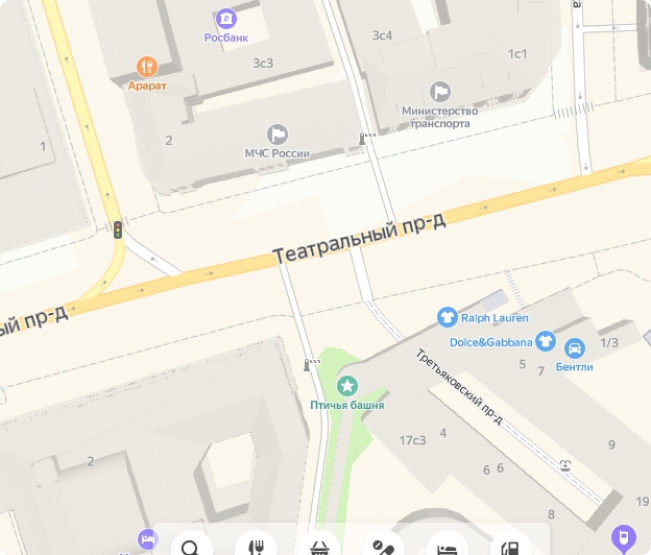 а
Росбанк
3с4
3с3
1с1
Арарат
Министерство
транспорта
2
1
МЧС России
Театральный пр-д
ый пр-д
Ralph Lauren
Dolce&Gabbana
1/3
Бентли
5
7
Третьяковский пр-д
Птичья башня
4
17с3
9
6
6
2
8
19